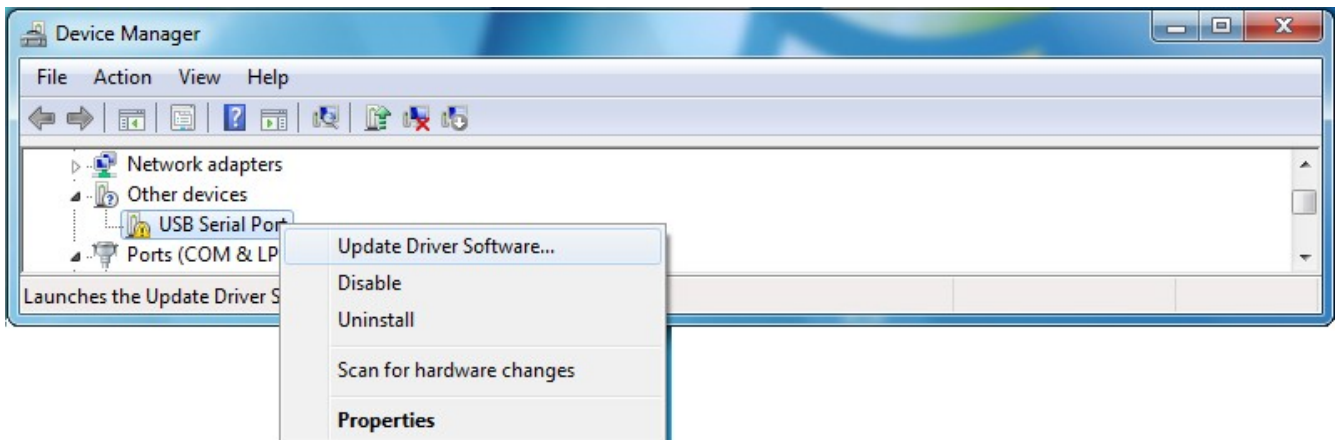 Device Manager
File Action View Help
Network adapters
Other devices
USB Serial Port
Ports (COM & LP
Launches the Update Driver S
Update Driver Software...
Disable
Uninstall
Scan for hardware changes
Properties